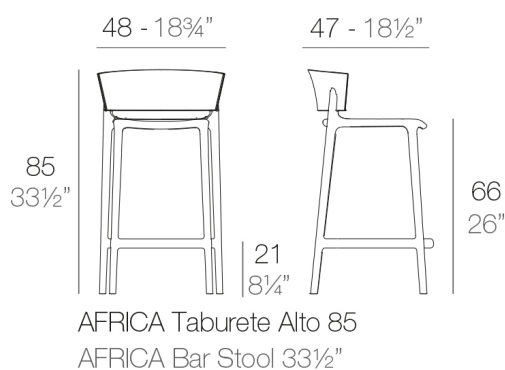 48 - 18¾”
47 - 18½”
85
33½”
66
26”
21
8¼”
AFRICA Taburete Alto 85
AFRICA Bar Stool 33½”